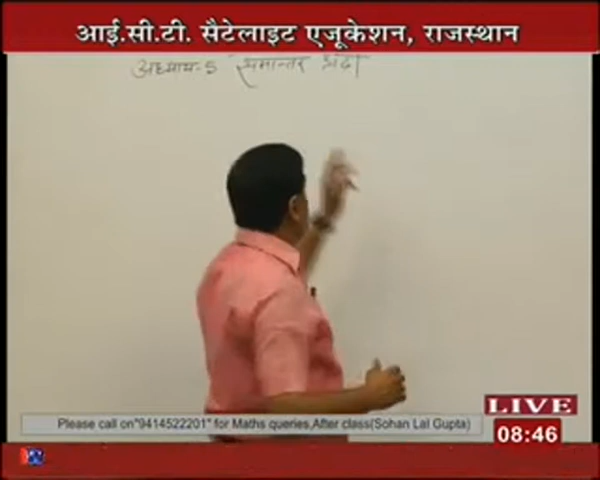 आई.सी.टी. सैटेलाइट एजूकेशन, राजस्थान
अध्याय-5 समान्तर श्रेढी
LIVE
Please call on"9414522201" for Maths queries,After class(Sohan Lal Gupta)
08:46